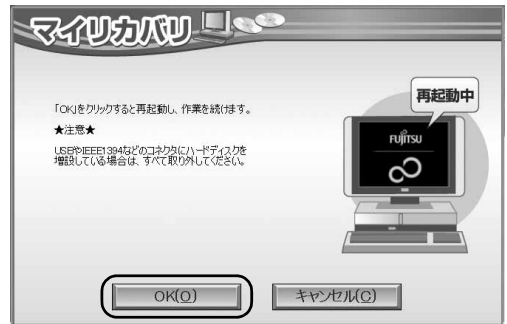 マイリカバリ
「OK」をクリックすると再起動し、作業を続けます。
★注意★
USBやIEEE1394などのコネクタにハードディスクを
増設している場合は、すべて取り外してください。
再起動中
FUJITSU
OK(O)
キャンセル(C)